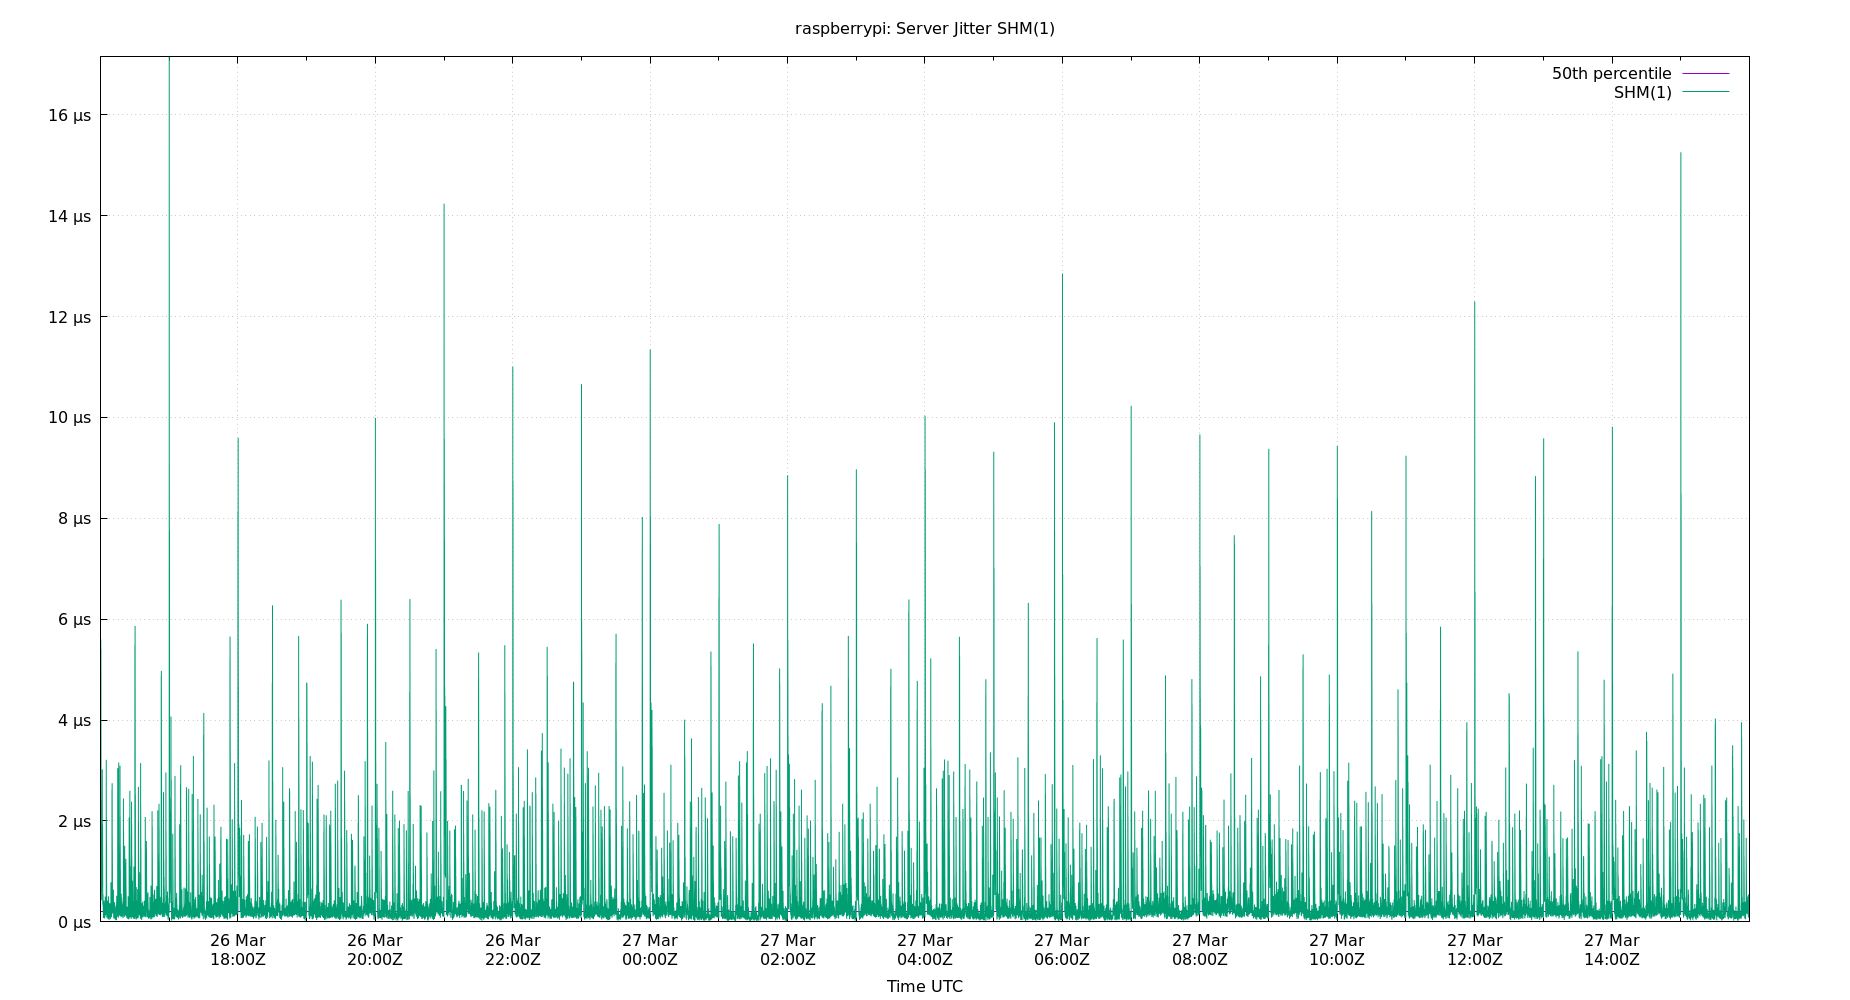 raspberrypi: Server Jitter SHM(1)
50th percentile
SHM(1)
16 µs
14 µs
12 µs
10 µs
8 µs
6 µs
4 µs
2 µs
0 µs
26 Mar 26 Mar 26 Mar 27 Mar 27 Mar 27 Mar 27 Mar 27 Mar 27 Mar 27 Mar 27 Mar
18:00Z 20:00Z 22:00Z 00:00Z 02:00Z 04:00Z 06:00Z 08:00Z 10:00Z 12:00Z 14:00Z
Time UTC